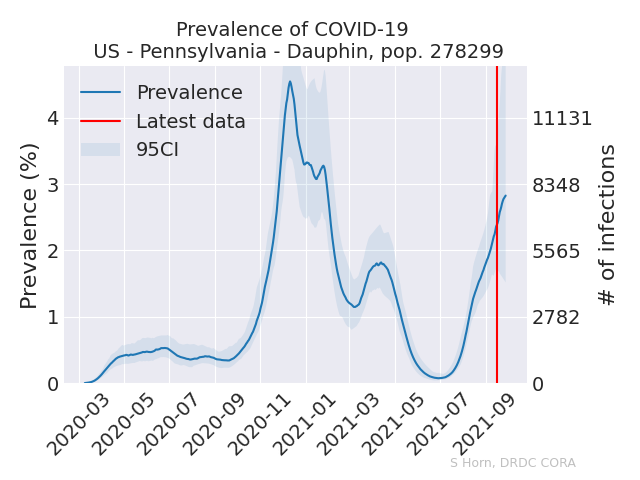 Prevalence of COVID-19
US - Pennsylvania - Dauphin, pop. 278299
Prevalence
Latest data
95CI
Prevalence (%)
4
3
2
1
0
11131
8348
5565
2782
0
# of infections
2020-03
2020-05
2020-07
2020-09
2020-11
2021-01
2021-03
2021-05
2021-07
2021-09
S Horn, DRDC CORA